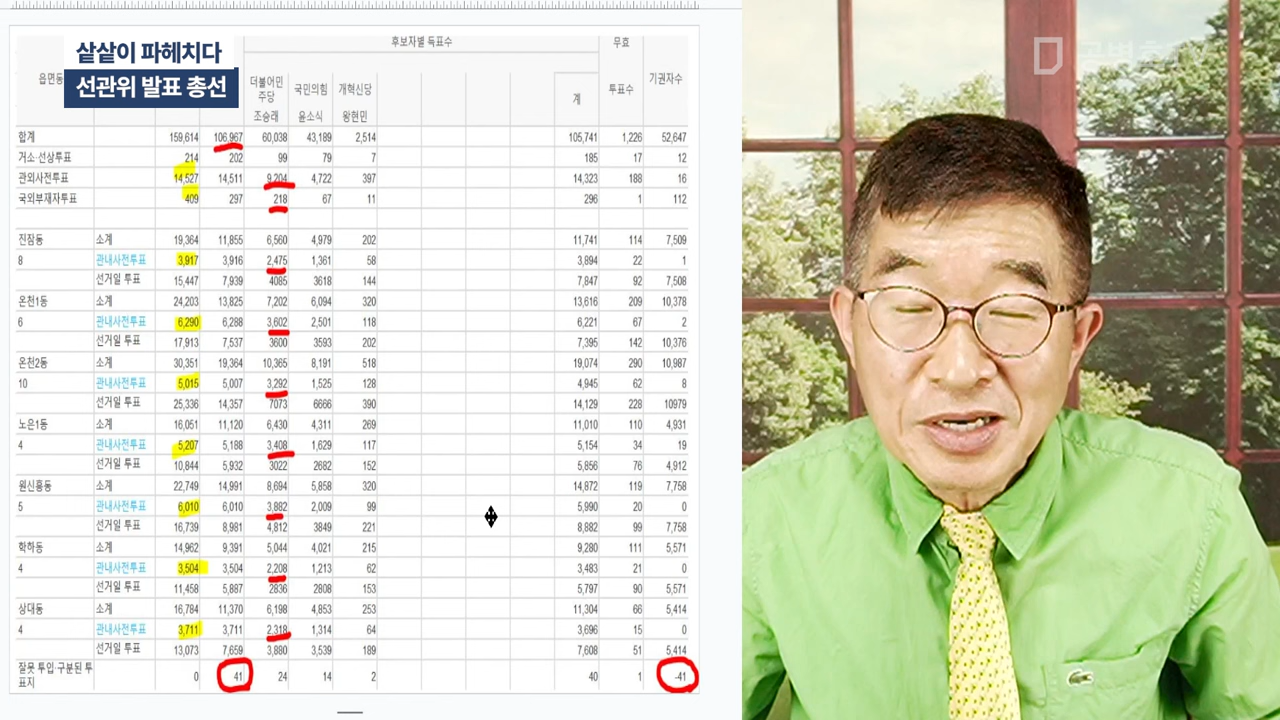 샅샅이 파헤치다
선관위 발표 총선
후보자별 득표수 무효
읍면동 더불어민 국민의힘 개혁신당 계 투표수 기권자수
주당
조승래 윤소식 왕현민
합계 159,614 106,967 60,038 43,189 2,514 105,741 1,226 52,647
거소·선상투표 214 202 99 79 7 185 17 12
관외사전투표 14,527 14,511 9,204 4,722 397 14,323 188 16
국외부재자투표 409 297 218 67 11 296 1 112
진잠동 소계 19,364 11,855 6,560 4,979 202 11,741 114 7,509
8 관내사전투표 3,917 3,916 2,475 1,361 58 3,894 22 1
선거일 투표 15,447 7,939 4085 3618 144 7,847 92 7,508
온천1동 소계 24,203 13,825 7,202 6,094 320 13,616 209 10,378
6 관내사전투표 6,290 6,288 3,602 2,501 118 6,221 67 2
선거일 투표 17,913 7,537 3600 3593 202 7,395 142 10,376
온천2동 소계 30,351 19,364 10,365 8,191 518 19,074 290 10,987
10 관내사전투표 5,015 5,007 3,292 1,525 128 4,945 62 8
선거일 투표 25,336 14,357 7073 6666 390 14,129 228 10979
노은1동 소계 16,051 11,120 6,430 4,311 269 11,010 110 4,931
4 관내사전투표 5,207 5,188 3,408 1,629 117 5,154 34 19
선거일 투표 10,844 5,932 3022 2682 152 5,856 76 4,912
원신흥동 소계 22,749 14,991 8,694 5,858 320 14,872 119 7,758
5 관내사전투표 6,010 6,010 3,882 2,009 99 5,990 20 0
선거일 투표 16,739 8,981 4,812 3849 221 8,882 99 7,758
학하동 소계 14,962 9,391 5,044 4,021 215 9,280 111 5,571
4 관내사전투표 3,504 3,504 2,208 1,213 62 3,483 21 0
선거일 투표 11,458 5,887 2836 2808 153 5,797 90 5,571
상대동 소계 16,784 11,370 6,198 4,853 253 11,304 66 5,414
4 관내사전투표 3,711 3,711 2,318 1,314 64 3,696 15 0
선거일 투표 13,073 7,659 3,880 3,539 189 7,608 51 5,414
잘못 투입·구분된 투 0 41 24 14 2 40 1 -41
표지